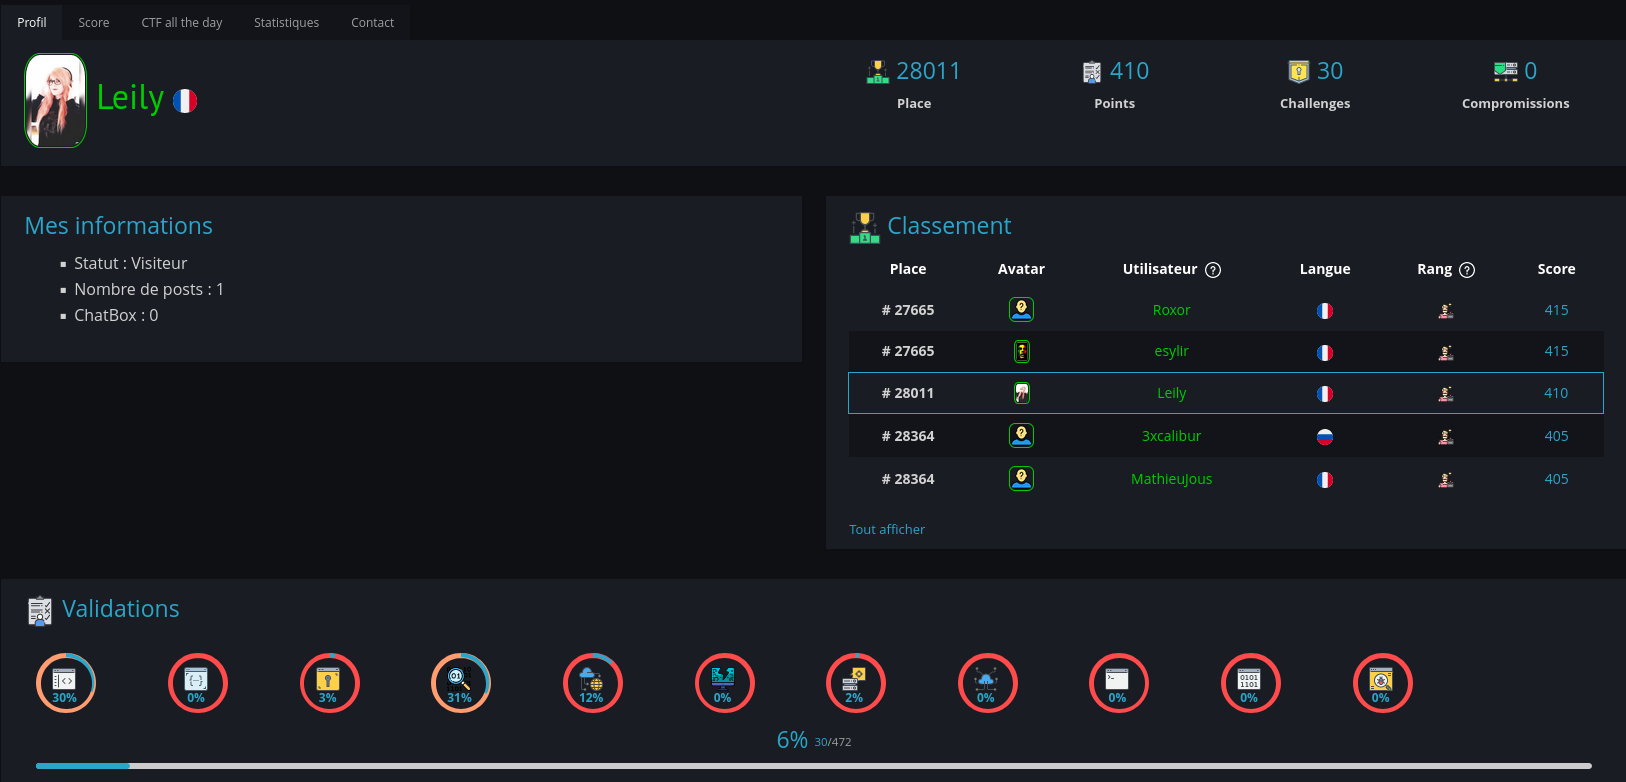 Profil Score CTF all the day Statistiques Contact
Leily
28011 410 30 0
Place Points Challenges Compromissions
Mes informations
Statut : Visiteur
Nombre de posts : 1
ChatBox : 0
Classement
Place Avatar Utilisateur ? Langue Rang ? Score
# 27665 Roxor 415
# 27665 esylir 415
# 28011 Leily 410
# 28364 3xcalibur 405
# 28364 MathieuJous 405
Tout afficher
Validations
30% 0% 3% 31% 12% 0% 2% 0% 0% 0% 0%
6% 30/472